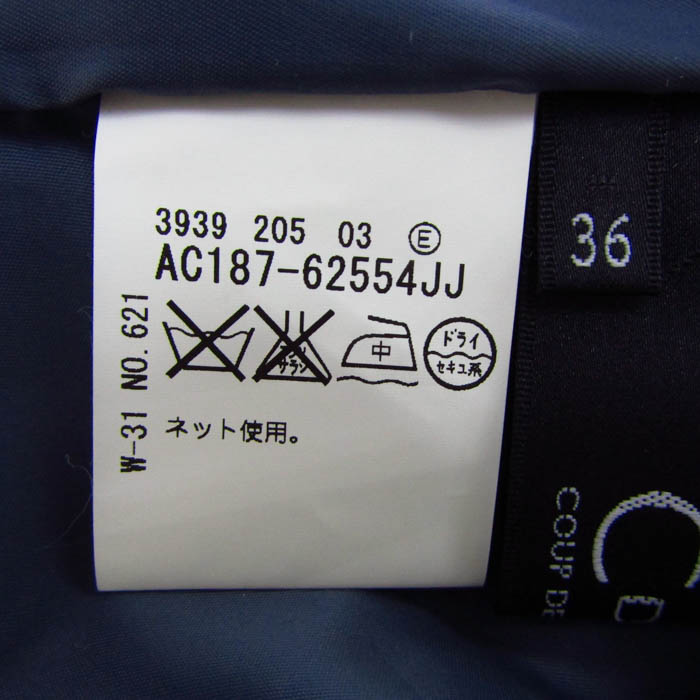 3939 205 03 Ⓔ
AC187-62554JJ
中
ドライ
セキユ系
ネット使用。
W-31 NO. 621
36
COUP DE